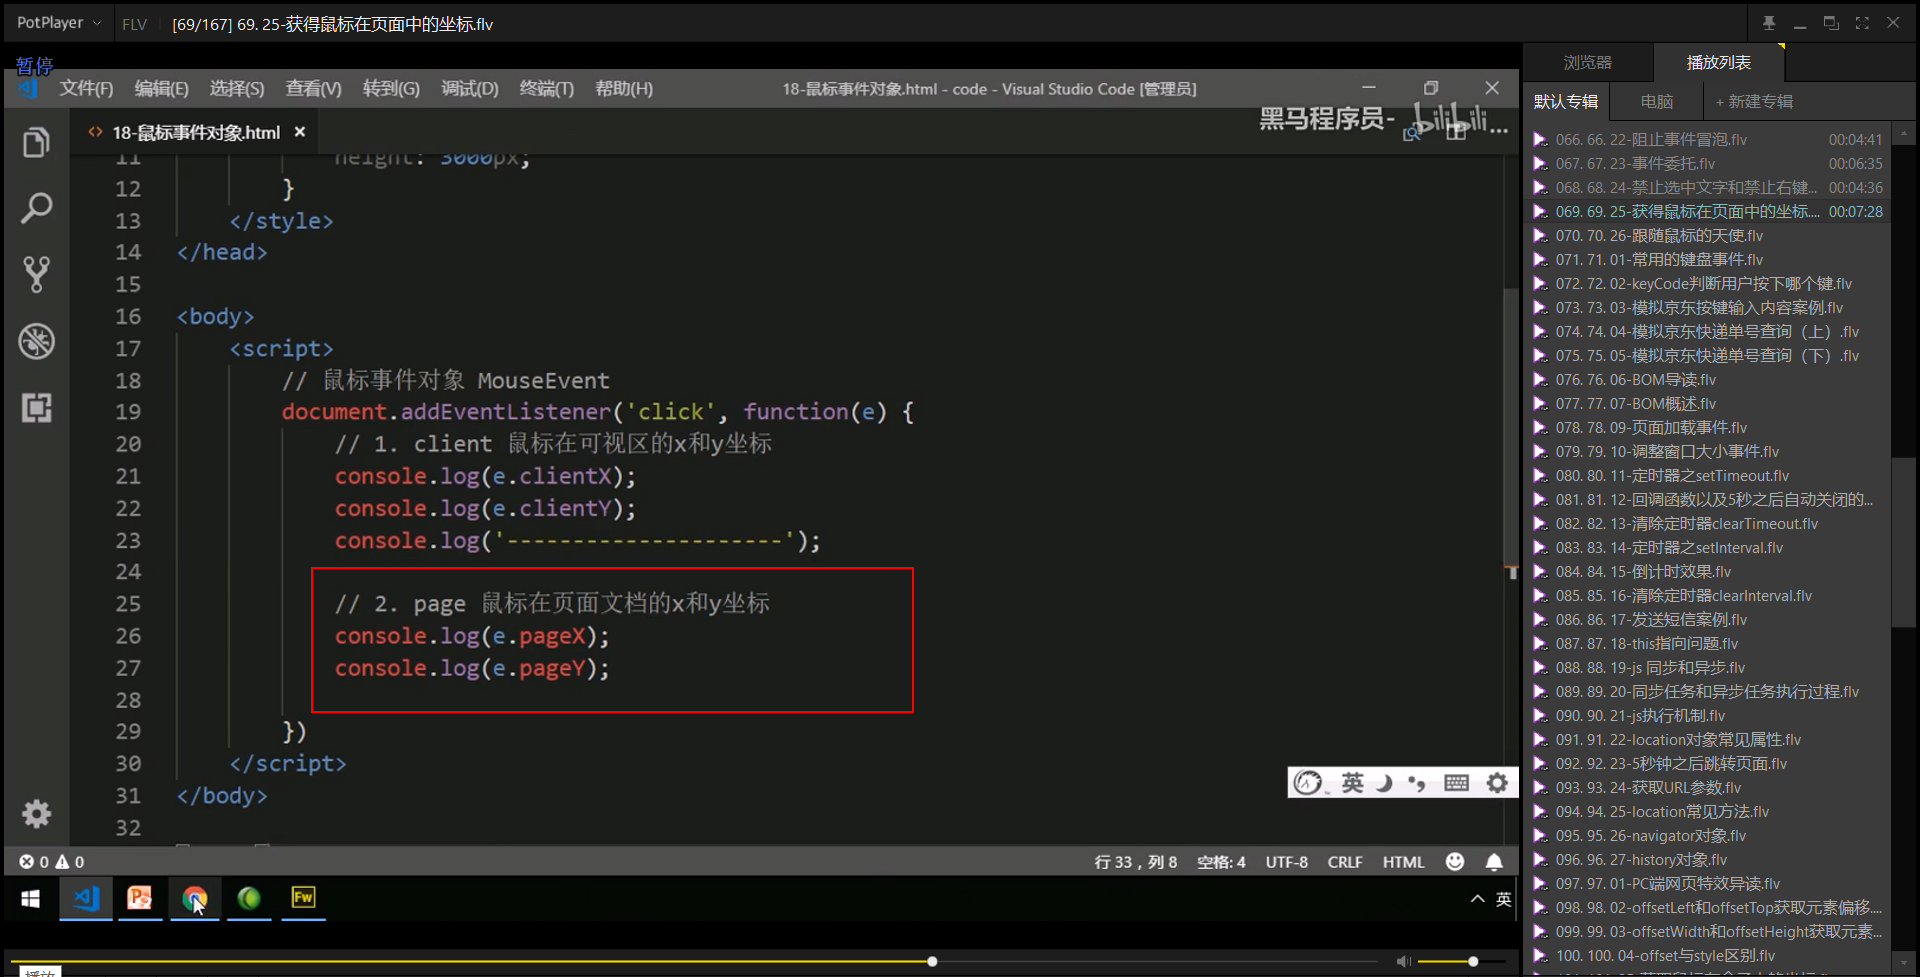 PotPlayer FLV [69/167] 69. 25-获得鼠标在页面中的坐标.flv
暂停
文件(F) 编辑(E) 选择(S) 查看(V) 转到(G) 调试(D) 终端(T) 帮助(H) 18-鼠标事件对象.html - code - Visual Studio Code [管理员]
<> 18-鼠标事件对象.html ×
黑马程序员- bilibili
11 height: 3000px;
12 }
13 </style>
14 </head>
15
16 <body>
17 <script>
18 // 鼠标事件对象 MouseEvent
19 document.addEventListener('click', function(e) {
20 // 1. client 鼠标在可视区的x和y坐标
21 console.log(e.clientX);
22 console.log(e.clientY);
23 console.log('---------------------');
24
25 // 2. page 鼠标在页面文档的x和y坐标
26 console.log(e.pageX);
27 console.log(e.pageY);
28
29 })
30 </script>
31 </body>
32
英
0 0 行 33，列 8 空格: 4 UTF-8 CRLF HTML
Fw
英
播放
浏览器 播放列表
默认专辑 电脑 + 新建专辑
066. 66. 22-阻止事件冒泡.flv 00:04:41
067. 67. 23-事件委托.flv 00:06:35
068. 68. 24-禁止选中文字和禁止右键... 00:04:36
069. 69. 25-获得鼠标在页面中的坐标.... 00:07:28
070. 70. 26-跟随鼠标的天使.flv
071. 71. 01-常用的键盘事件.flv
072. 72. 02-keyCode判断用户按下哪个键.flv
073. 73. 03-模拟京东按键输入内容案例.flv
074. 74. 04-模拟京东快递单号查询（上）.flv
075. 75. 05-模拟京东快递单号查询（下）.flv
076. 76. 06-BOM导读.flv
077. 77. 07-BOM概述.flv
078. 78. 09-页面加载事件.flv
079. 79. 10-调整窗口大小事件.flv
080. 80. 11-定时器之setTimeout.flv
081. 81. 12-回调函数以及5秒之后自动关闭的...
082. 82. 13-清除定时器clearTimeout.flv
083. 83. 14-定时器之setInterval.flv
084. 84. 15-倒计时效果.flv
085. 85. 16-清除定时器clearInterval.flv
086. 86. 17-发送短信案例.flv
087. 87. 18-this指向问题.flv
088. 88. 19-js 同步和异步.flv
089. 89. 20-同步任务和异步任务执行过程.flv
090. 90. 21-js执行机制.flv
091. 91. 22-location对象常见属性.flv
092. 92. 23-5秒钟之后跳转页面.flv
093. 93. 24-获取URL参数.flv
094. 94. 25-location常见方法.flv
095. 95. 26-navigator对象.flv
096. 96. 27-history对象.flv
097. 97. 01-PC端网页特效导读.flv
098. 98. 02-offsetLeft和offsetTop获取元素偏移....
099. 99. 03-offsetWidth和offsetHeight获取元素...
100. 100. 04-offset与style区别.flv